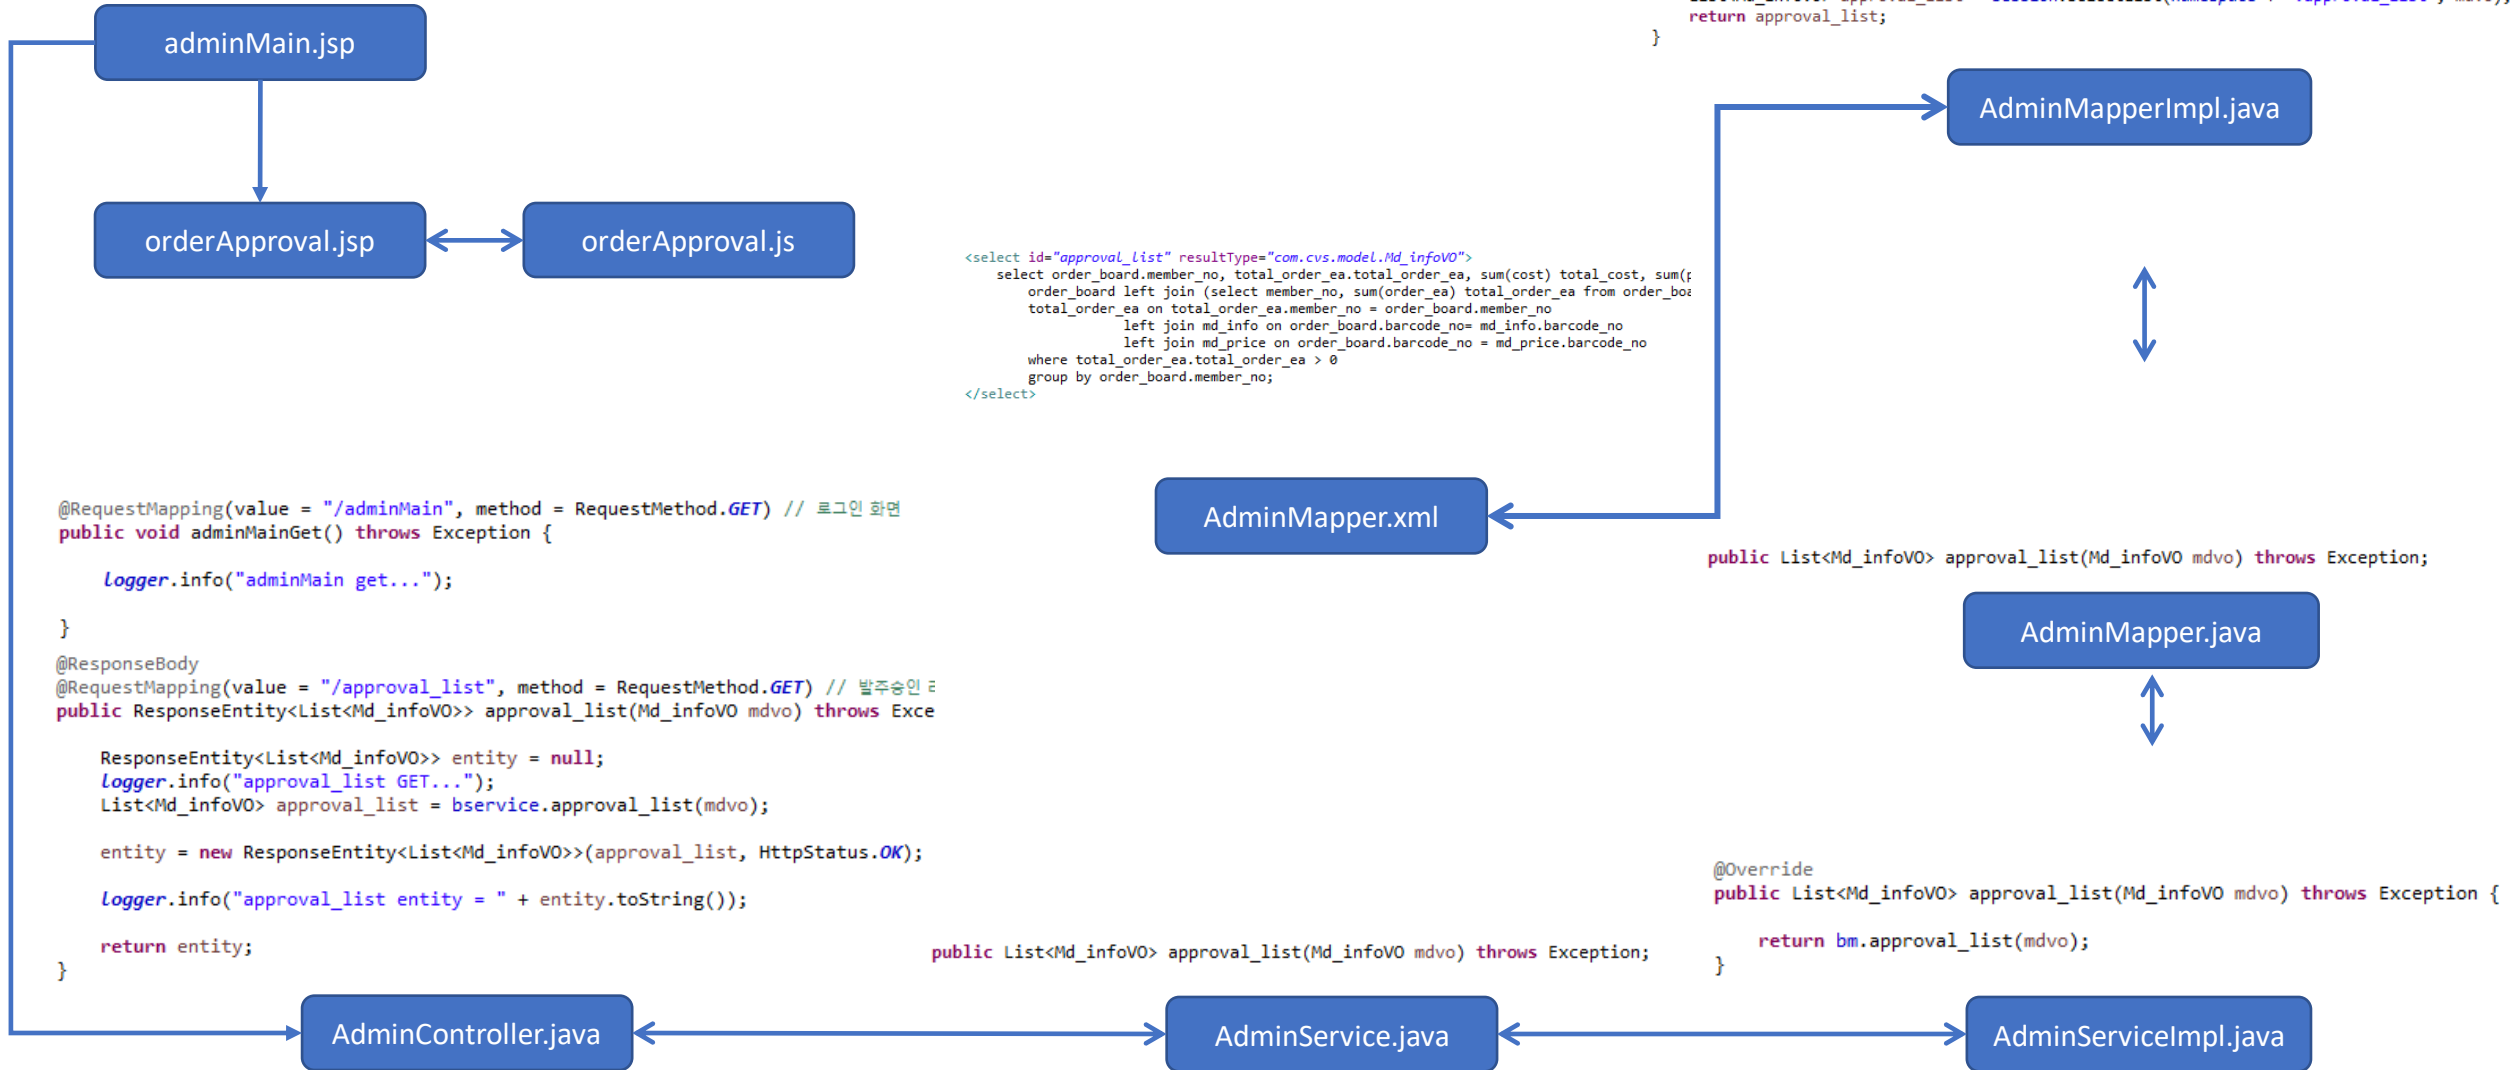 adminMain.jsp
return approval_list;
}
AdminMapperImpl.java
orderApproval.jsp
orderApproval.js
<select id="approval_list" resultType="com.cvs.model.Md_infoVO">
select order_board.member_no, total_order_ea.total_order_ea, sum(cost) total_cost,
order_board left join (select member_no, sum(order_ea) total_order_ea from
total_order_ea on total_order_ea.member_no = order_board.member_no
left join md_info on order_board.barcode_no= md_info.barcode_no
left join md_price on order_board.barcode_no = md_price.barcode_no
where total_order_ea.total_order_ea > 0
group by order_board.member_no;
</select>
AdminMapper.xml
@RequestMapping(value = "/adminMain", method = RequestMethod.GET) // 로그인 화면
public void adminMainGet() throws Exception {
logger.info("adminMain get...");
}
@ResponseBody
@RequestMapping(value = "/approval_list", method = RequestMethod.GET) // 발주승인
public ResponseEntity<List<Md_infoVO>> approval_list(Md_infoVO mdvo) throws
ResponseEntity<List<Md_infoVO>> entity = null;
logger.info("approval_list GET...");
List<Md_infoVO> approval_list = bservice.approval_list(mdvo);
entity = new ResponseEntity<List<Md_infoVO>>(approval_list, HttpStatus.OK);
logger.info("approval_list entity = " + entity.toString());
return entity;
}
public List<Md_infoVO> approval_list(Md_infoVO mdvo) throws Exception;
AdminMapper.java
public List<Md_infoVO> approval_list(Md_infoVO mdvo) throws Exception;
@Override
public List<Md_infoVO> approval_list(Md_infoVO mdvo) throws Exception {
return bm.approval_list(mdvo);
}
AdminController.java
AdminService.java
AdminServiceImpl.java